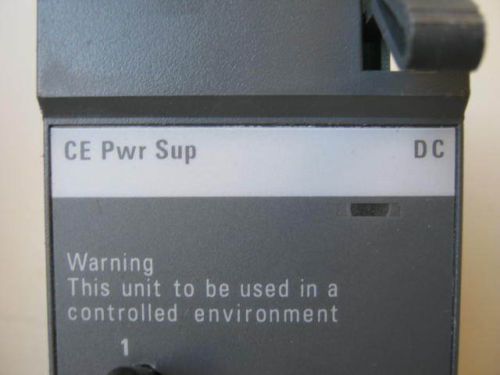 CE Pwr Sup DC
Warning
This unit to be used in a
controlled environment
1